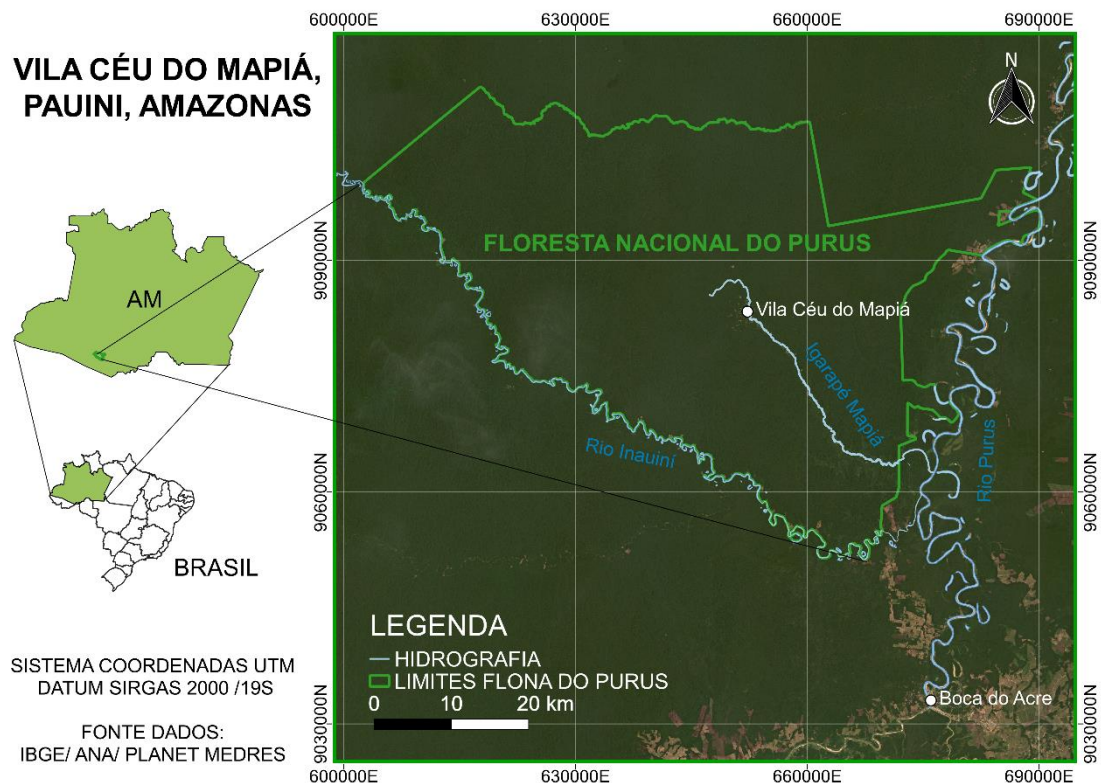 VILA CÉU DO MAPIÁ,
PAUINI, AMAZONAS
600000E
630000E
660000E
690000E
N
9090000N
9060000N
9030000N
9090000N
9060000N
9030000N
AM
BRASIL
FLORESTA NACIONAL DO PURUS
Vila Céu do Mapiá
Igarapé Mapiá
Rio Inauiní
Rio Purus
Boca do Acre
LEGENDA
HIDROGRAFIA
LIMITES FLONA DO PURUS
0 10 20 km
600000E
630000E
660000E
690000E
SISTEMA COORDENADAS UTM
DATUM SIRGAS 2000 /19S
FONTE DADOS:
IBGE/ ANA/ PLANET MEDRES